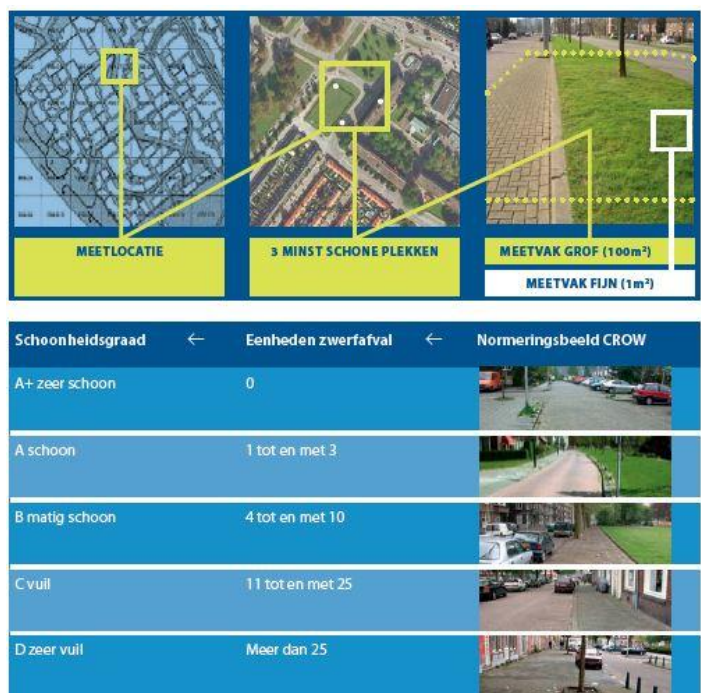 MEETLOCATIE
3 MINST SCHONE PLEKKEN
MEETVAK GROF (100m²)
MEETVAK FIJN (1m²)
Schoonheidsgraad ← Eenheden zwerfafval ← Normeringsbeeld CROW
A+ zeer schoon 0
A schoon 1 tot en met 3
B matig schoon 4 tot en met 10
C vuil 11 tot en met 25
D zeer vuil Meer dan 25